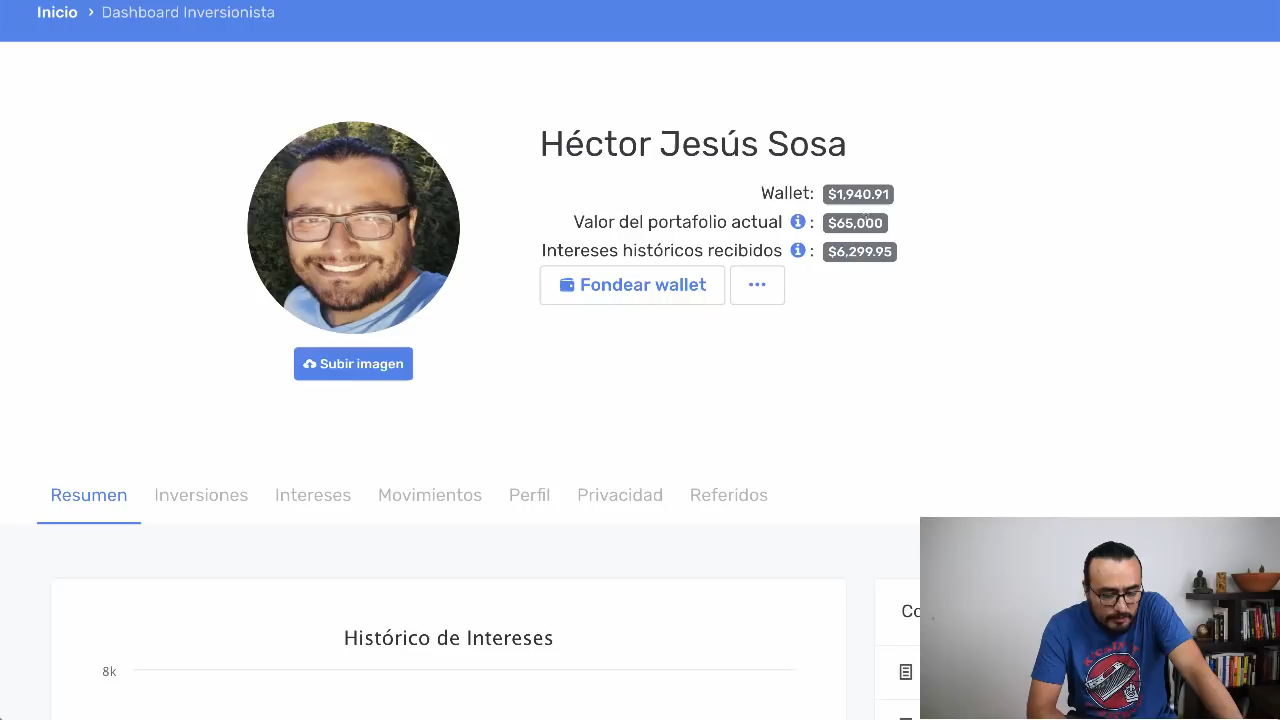 Inicio > Dashboard Inversionista
Héctor Jesús Sosa
Wallet: $1,940.91
Valor del portafolio actual : $65,000
Intereses históricos recibidos : $6,299.95
Fondear wallet ...
Subir imagen
Resumen Inversiones Intereses Movimientos Perfil Privacidad Referidos
Histórico de Intereses
8k